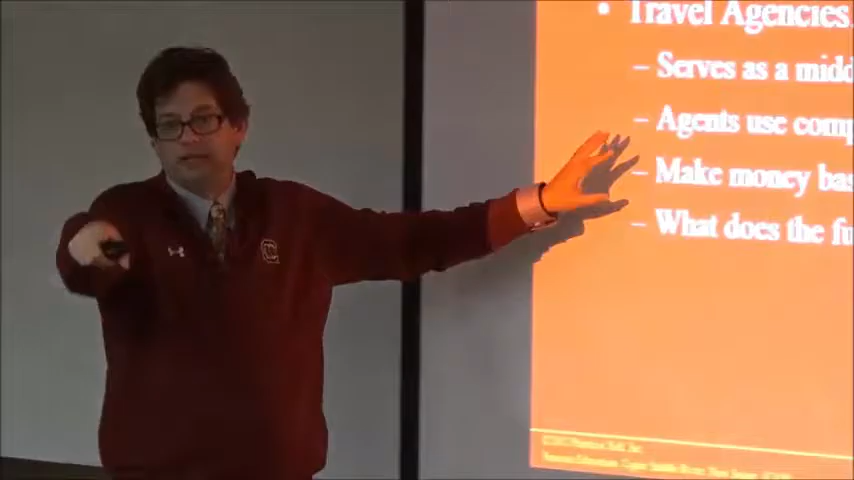 • Travel Agencies
– Serves as a midd
– Agents use comp
– Make money bas
– What does the fu